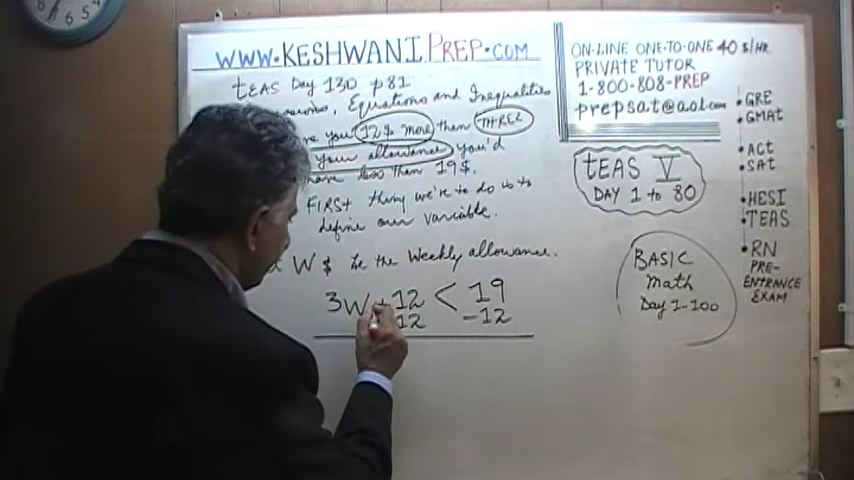 WWW.KESHWANIPREP.COM
tEAS Day 130 p81
Equations and Inequalities
you 12$ more than THREE
your allowance you'd
have less than 19$.
FIRSt thing we're to do is to
define our variable.
W $ be the Weekly allowance.
3W + 12 < 19
12 -12
ON-LINE ONE-TO-ONE 40 $/HR
PRIVATE TUTOR
1-800-808-PREP
prepsat@aol.com
tEAS V
DAY 1 to 80
BASIC
Math
Day 1-100
• GRE
• GMAt
• ACT
• SAt
• HESI
• TEAS
• RN
PRE-
ENTRANCE
EXAM
6 5 4